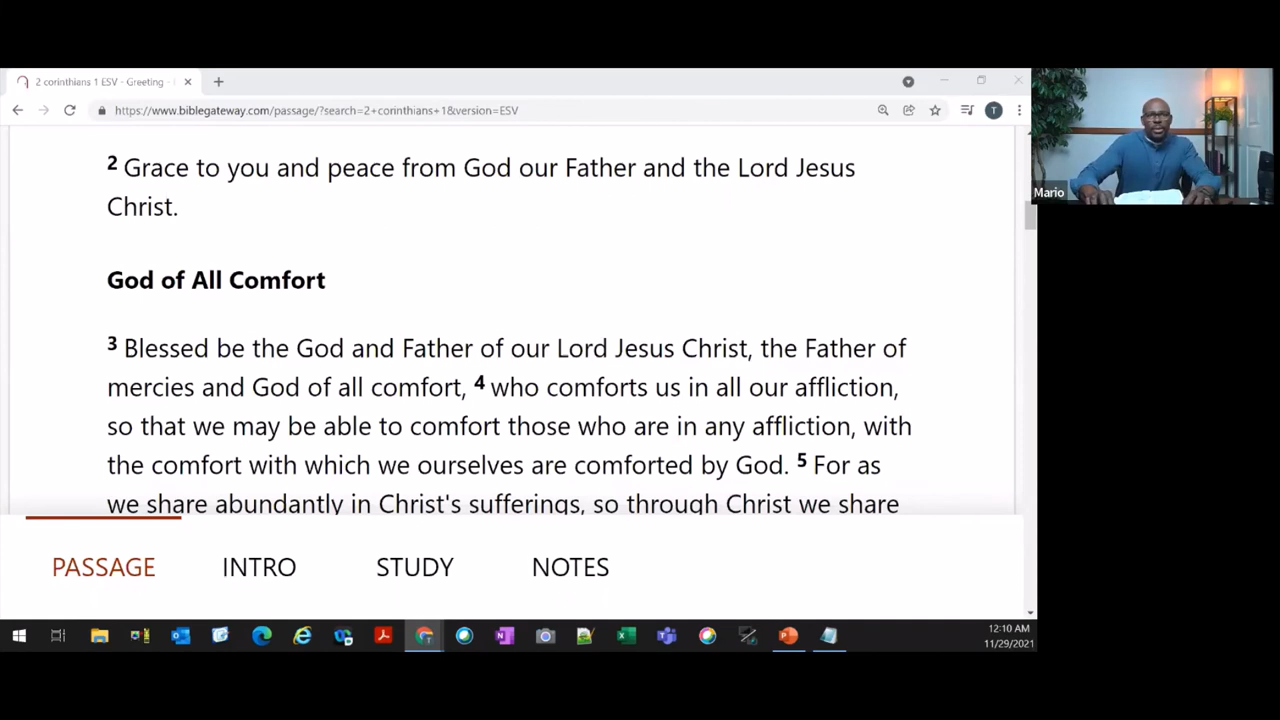 2 corinthians 1 ESV - Greeting -
https://www.biblegateway.com/passage/?search=2+corinthians+1&version=ESV
T
Mario
2 Grace to you and peace from God our Father and the Lord Jesus
Christ.
God of All Comfort
3 Blessed be the God and Father of our Lord Jesus Christ, the Father of
mercies and God of all comfort, 4 who comforts us in all our affliction,
so that we may be able to comfort those who are in any affliction, with
the comfort with which we ourselves are comforted by God. 5 For as
we share abundantly in Christ's sufferings, so through Christ we share
PASSAGE INTRO STUDY NOTES
12:10 AM
11/29/2021